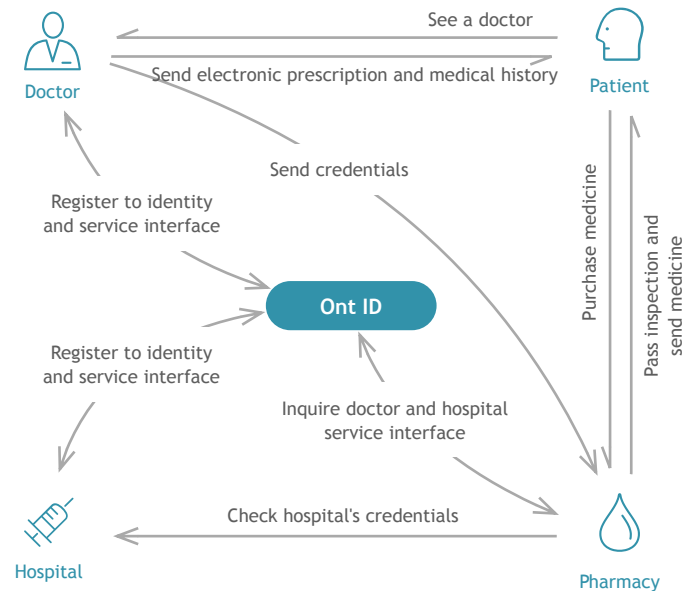 See a doctor
Send electronic prescription and medical history
Doctor
Patient
Send credentials
Register to identity
and service interface
Purchase medicine
Pass inspection and
send medicine
Ont ID
Register to identity
and service interface
Inquire doctor and hospital
service interface
Check hospital's credentials
Hospital
Pharmacy